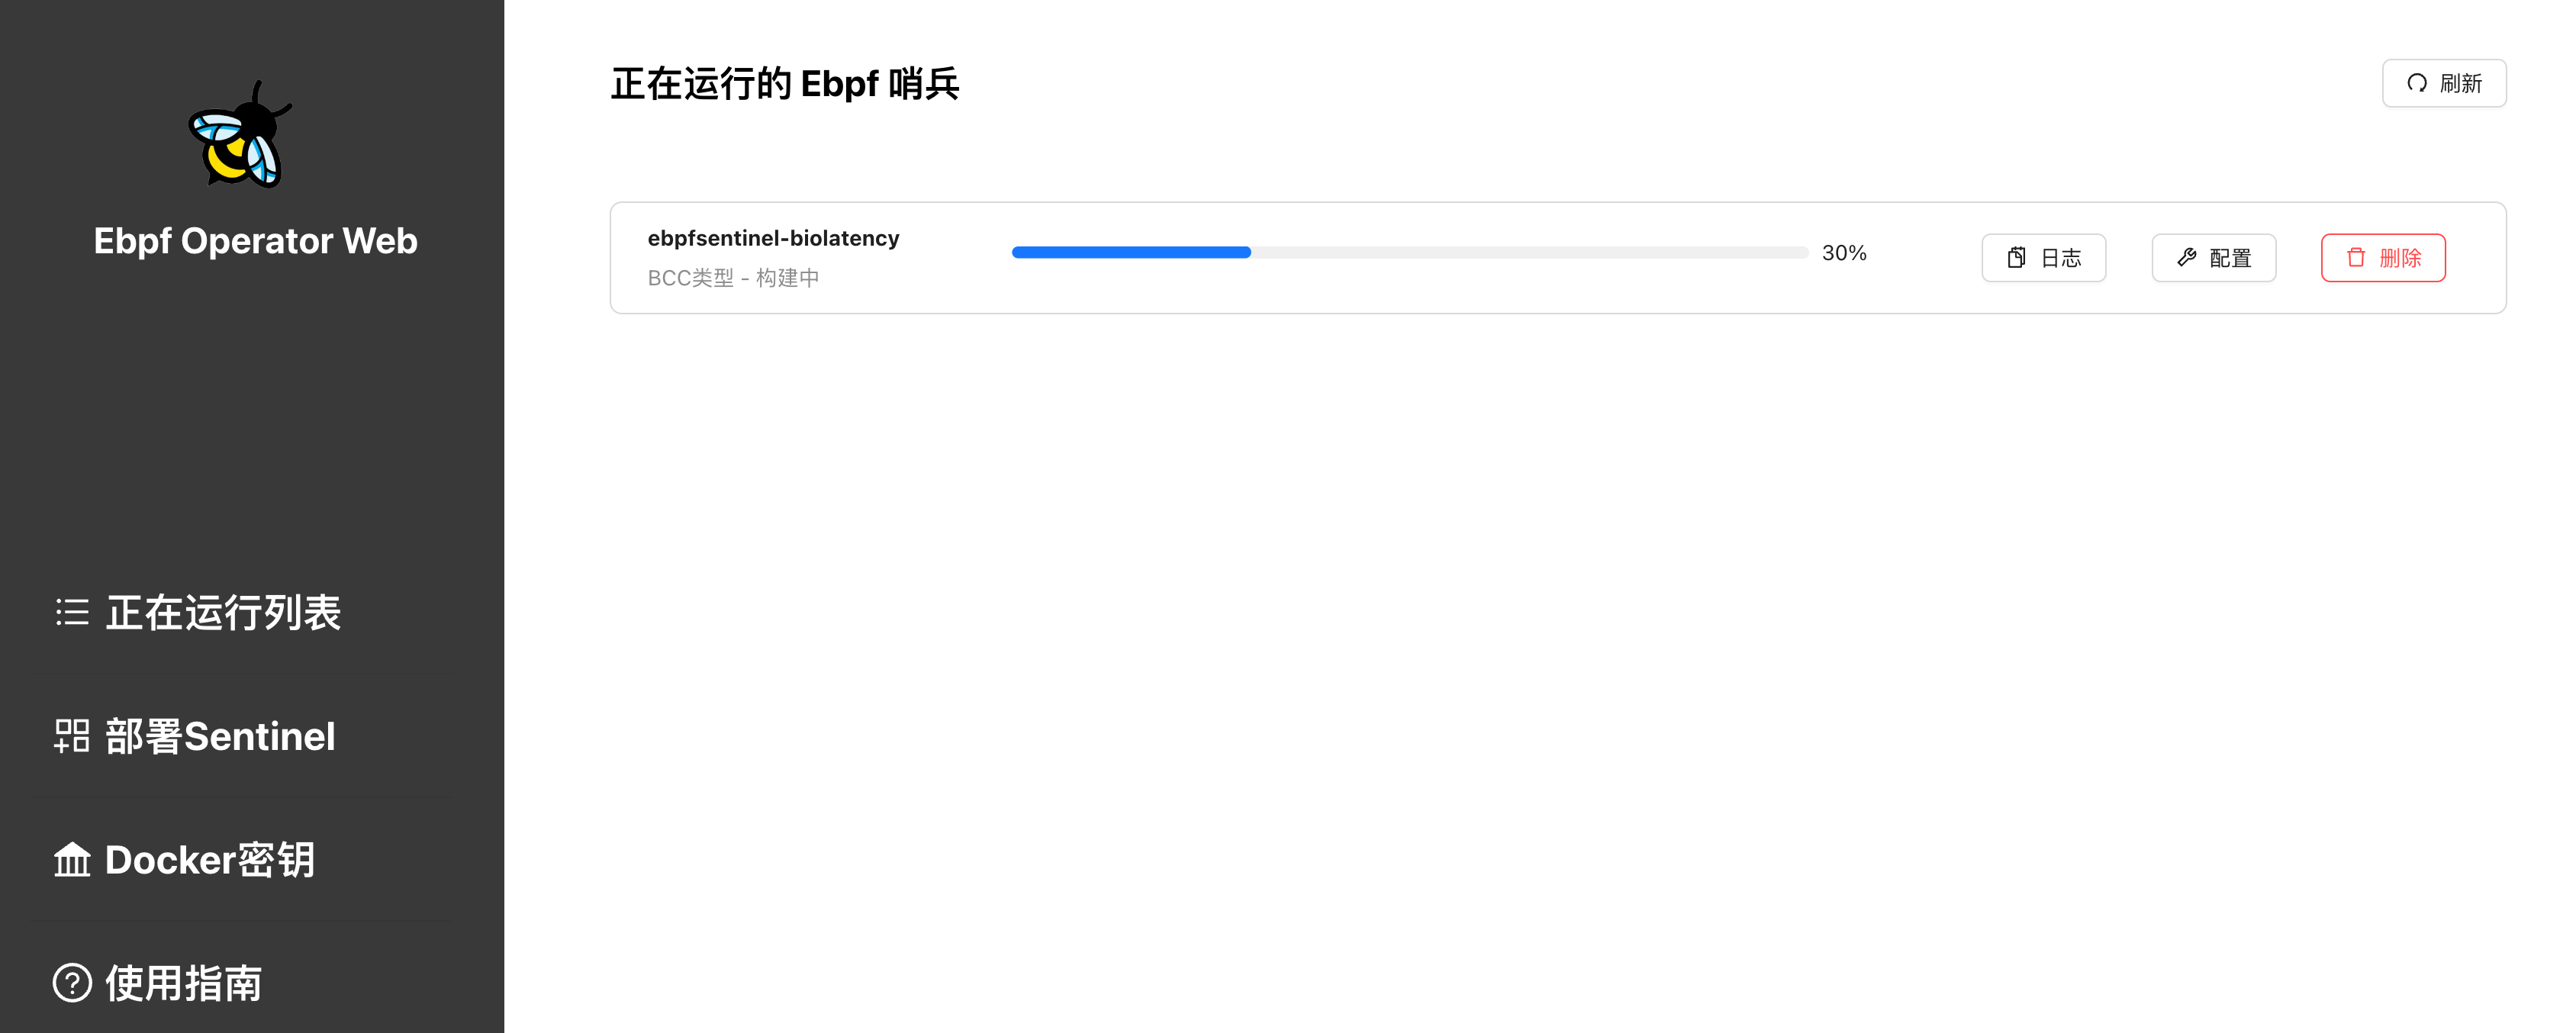 Ebpf Operator Web
正在运行列表
部署Sentinel
Docker密钥
使用指南
正在运行的 Ebpf 哨兵
刷新
ebpfsentinel-biolatency
BCC类型 - 构建中
30%
日志
配置
删除